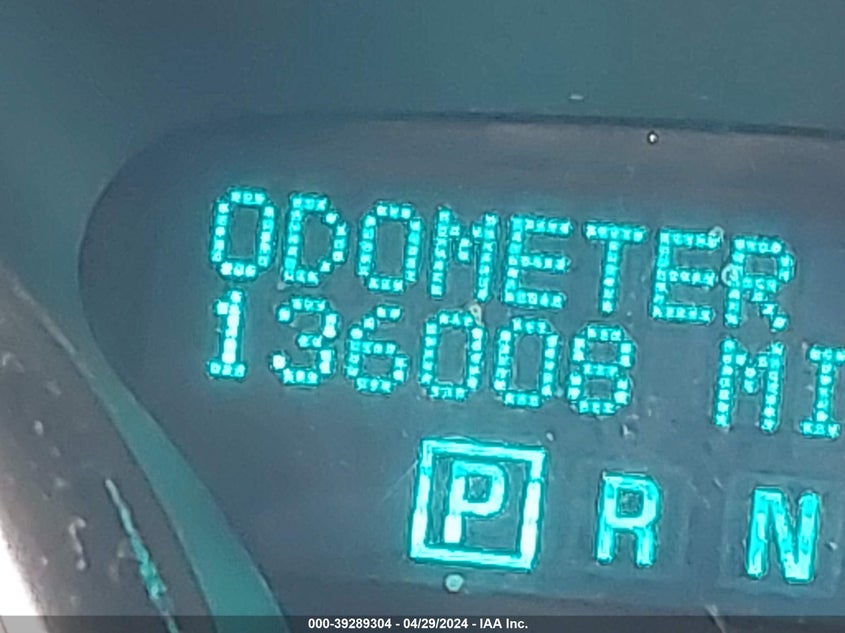 ODOMETER
136008 MI
P R N
000-39289304 - 04/29/2024 - IAA Inc.